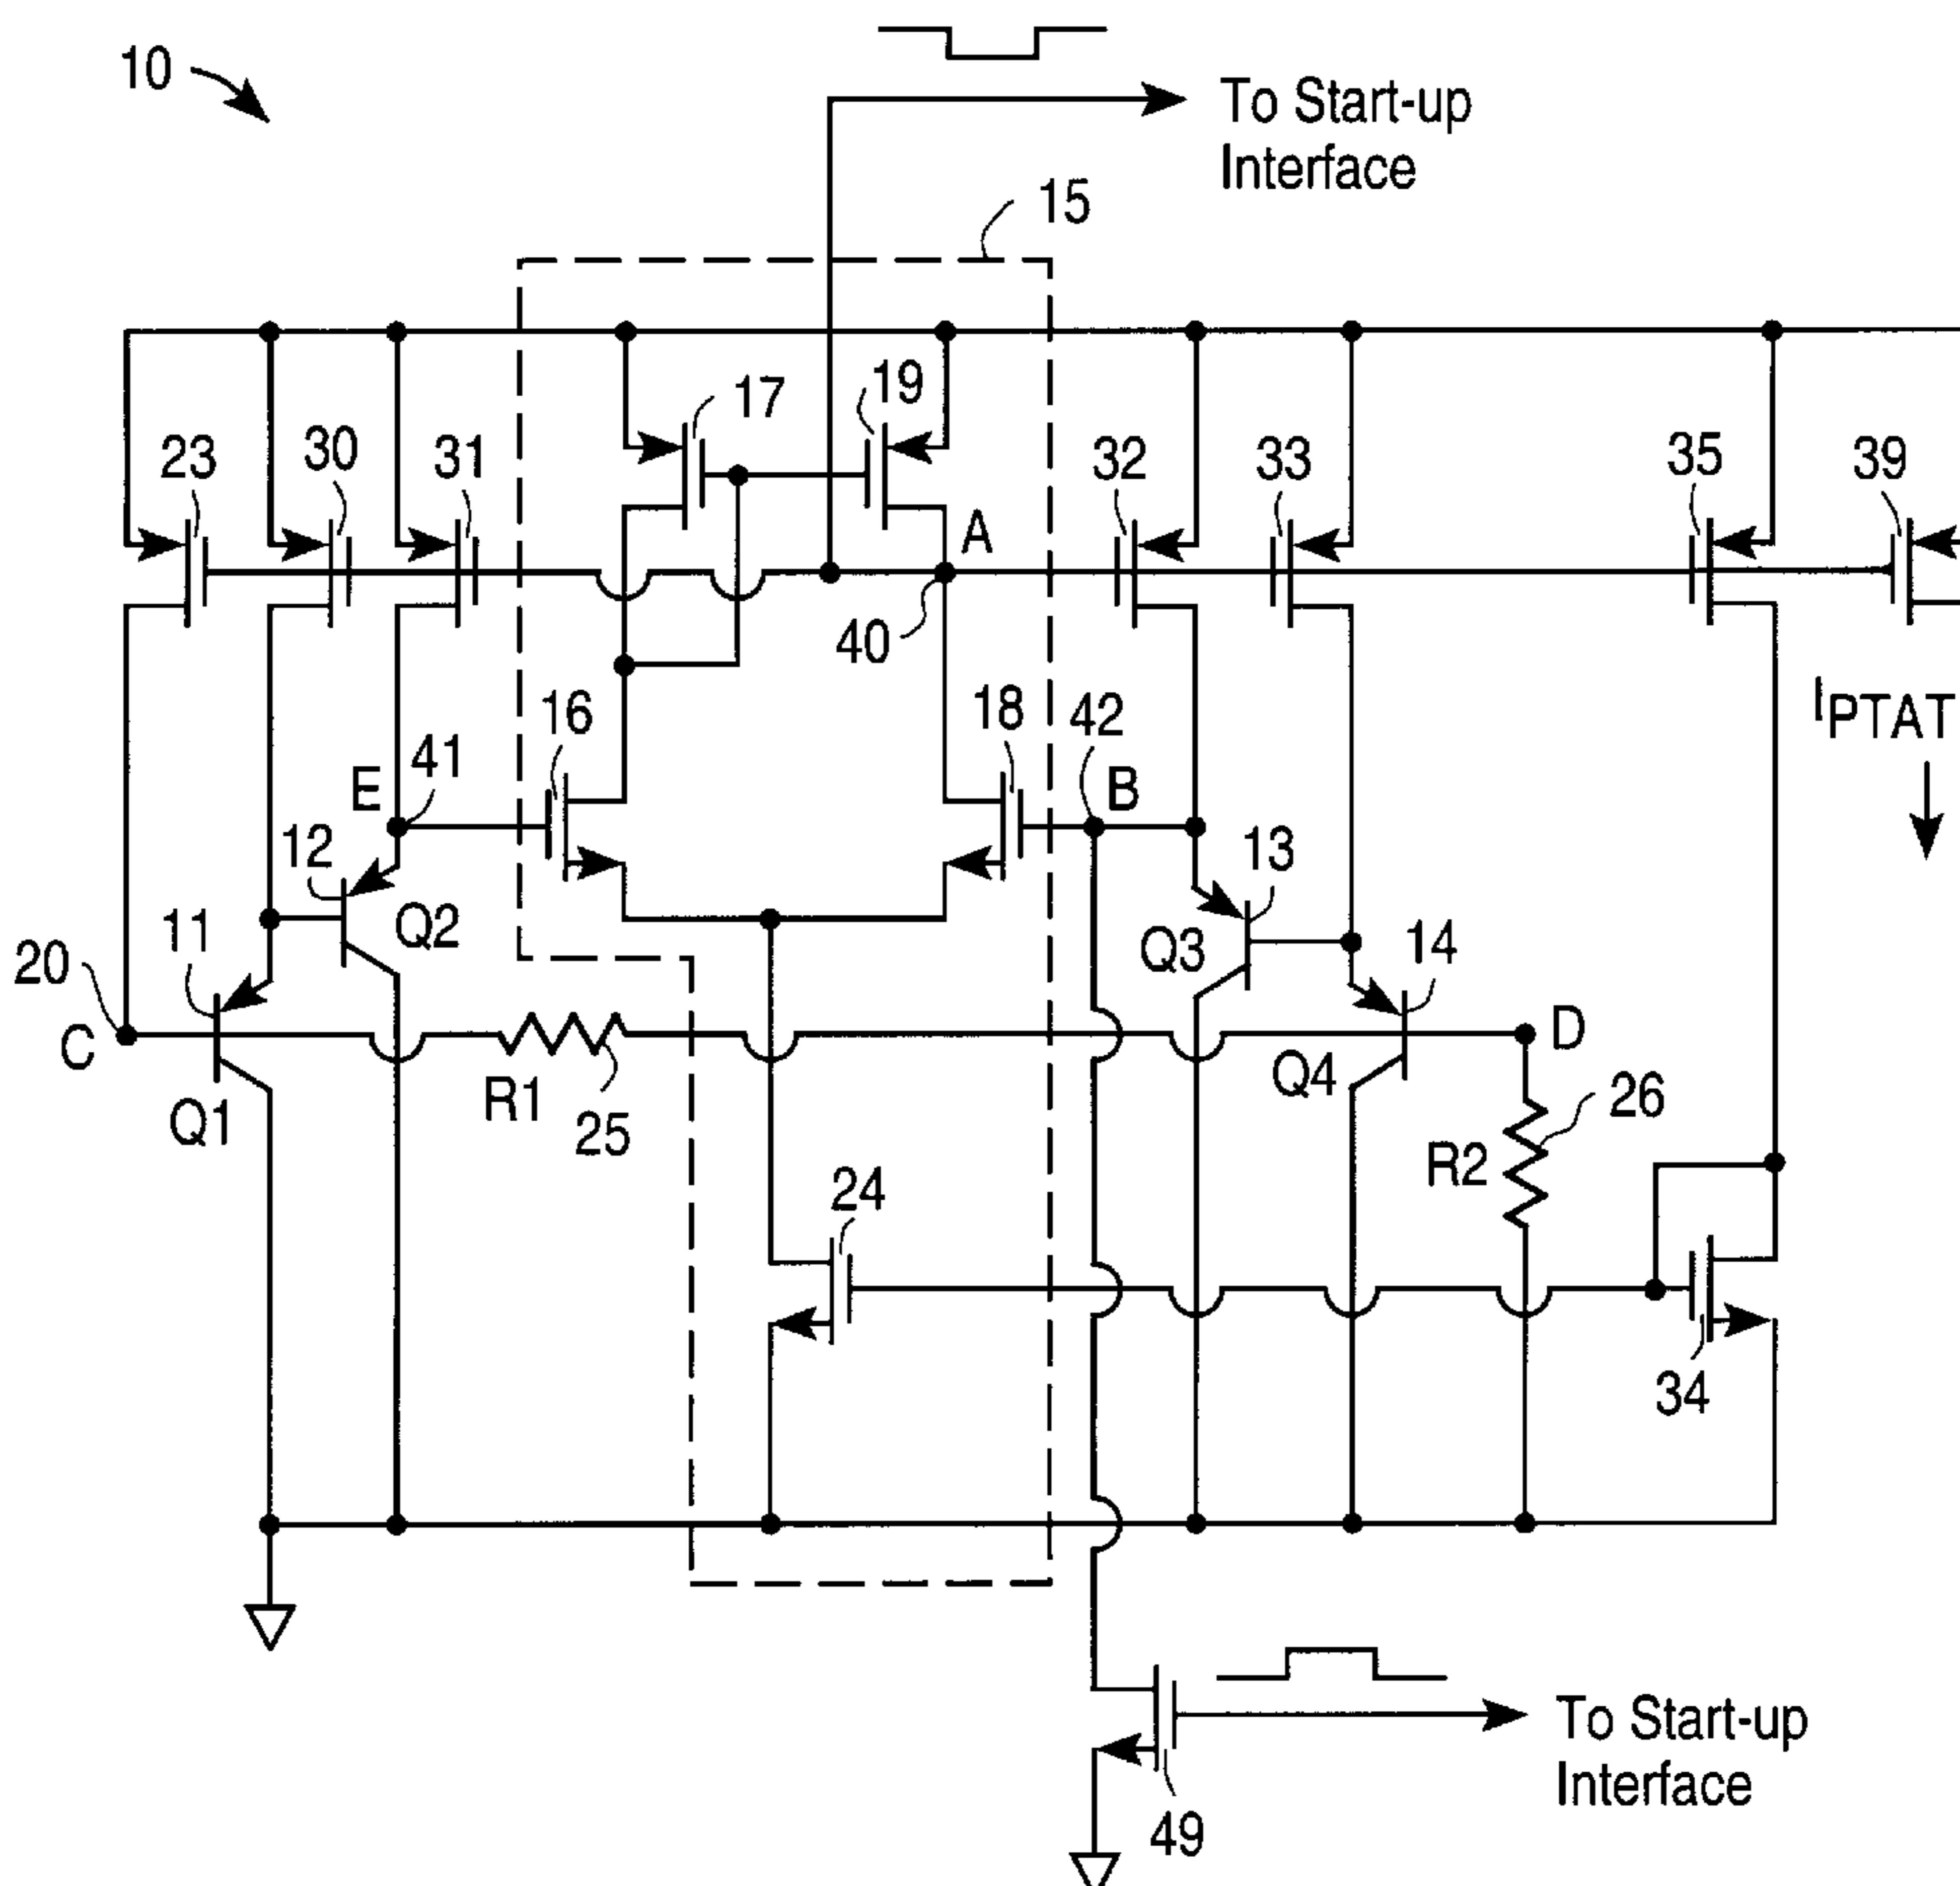 10
To Start-up
Interface
15
17
19
23
30
31
32
33
35
39
A
40
I_PTAT
16
18
42
E
41
B
12
13
11
Q2
Q3
14
20
C
D
Q1
R1
25
Q4
26
R2
24
34
To Start-up
Interface
49